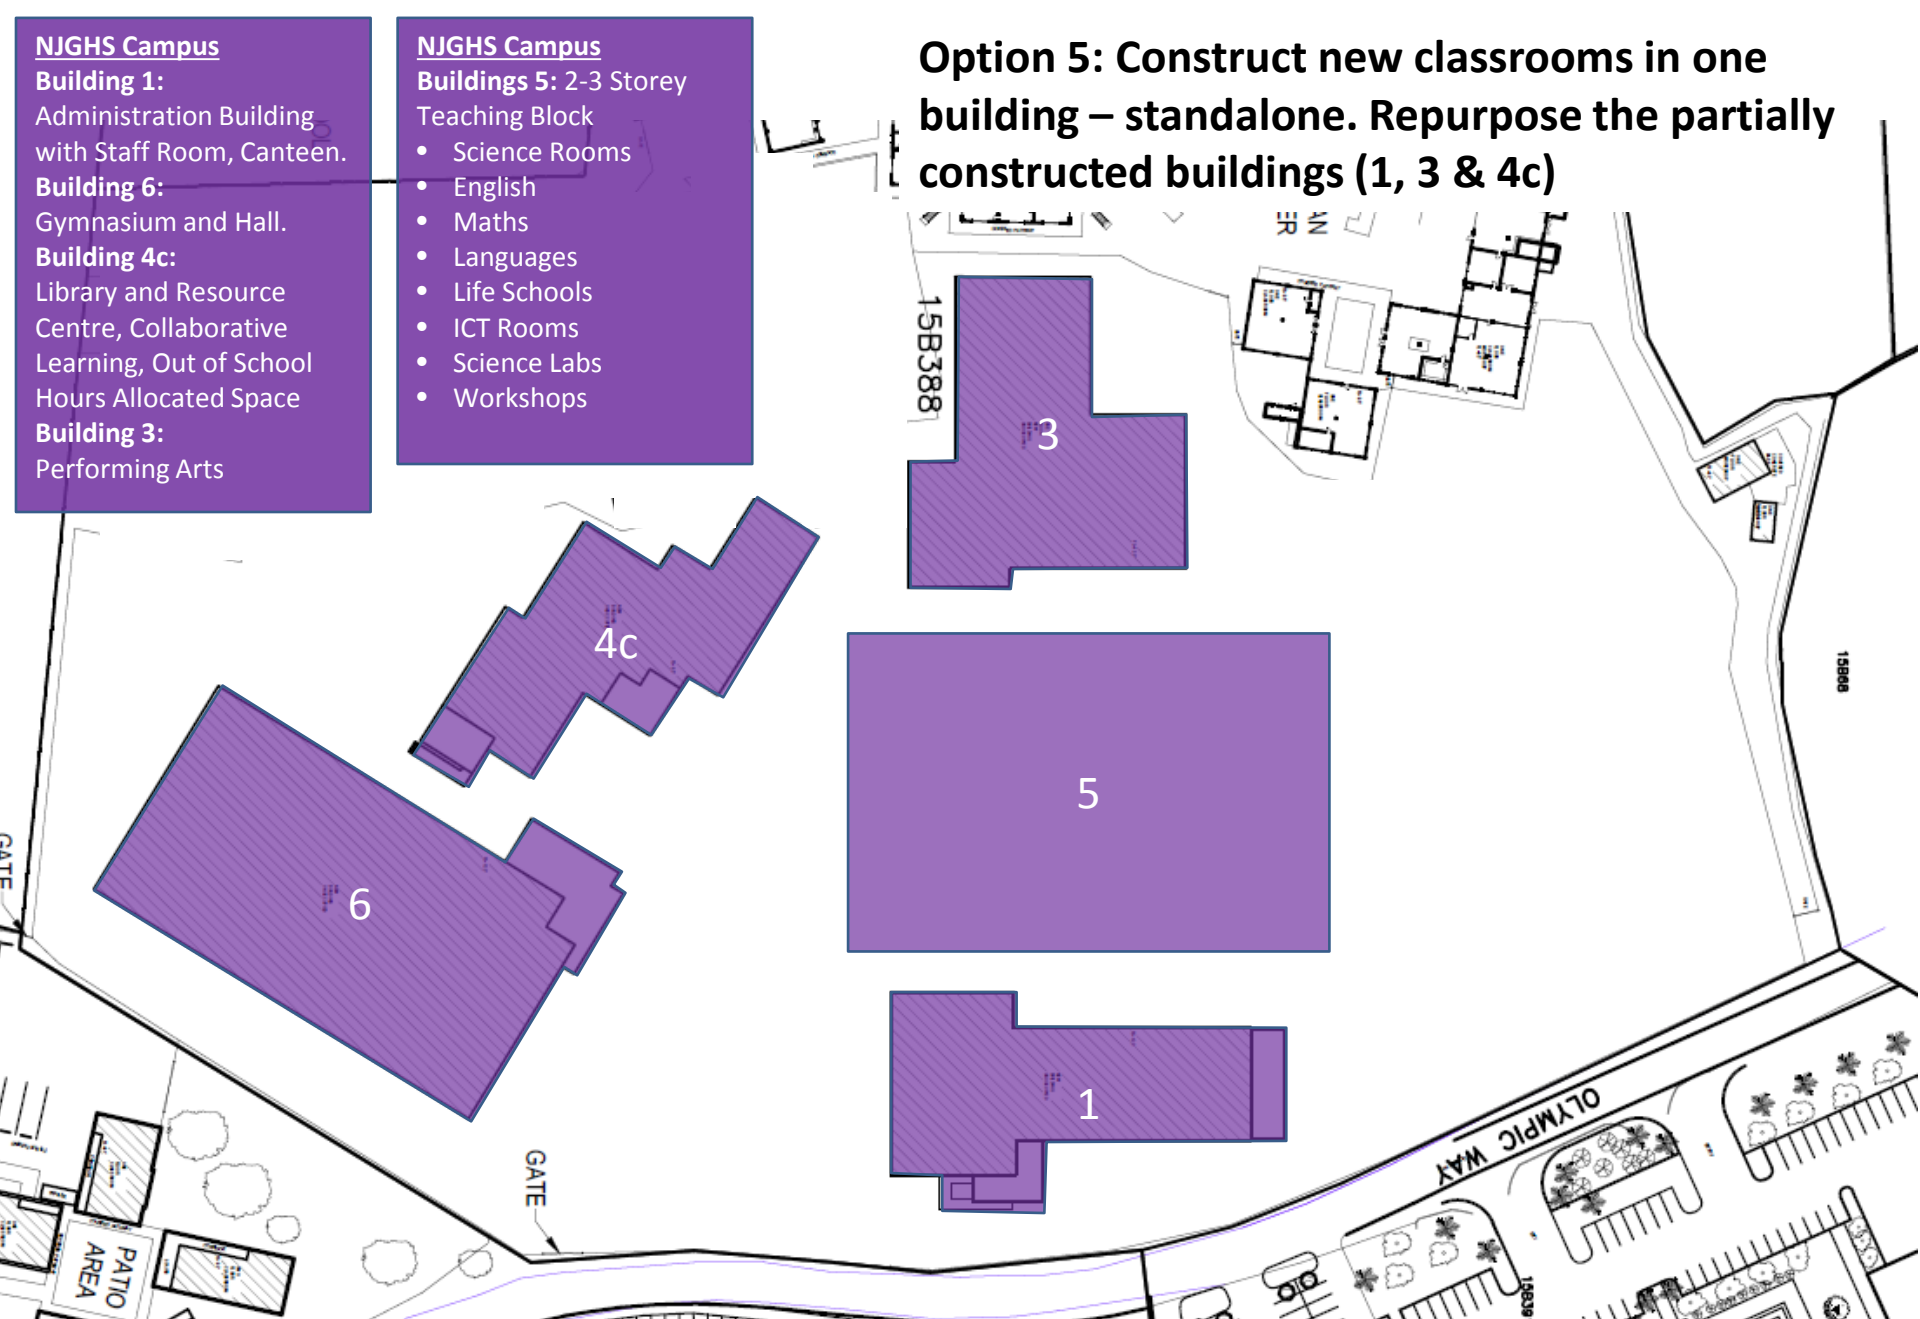 NJGHS Campus
Building 1:
Administration Building
with Staff Room, Canteen.
Building 6:
Gymnasium and Hall.
Building 4c:
Library and Resource
Centre, Collaborative
Learning, Out of School
Hours Allocated Space
Building 3:
Performing Arts
NJGHS Campus
Buildings 5: 2-3 Storey
Teaching Block
• Science Rooms
• English
• Maths
• Languages
• Life Schools
• ICT Rooms
• Science Labs
• Workshops
Option 5: Construct new classrooms in one
building – standalone. Repurpose the partially
constructed buildings (1, 3 & 4c)
15B388
3
4c
15B68
5
6
GATE
1
OLYMPIC WAY
GATE
PATIO
AREA
15B39